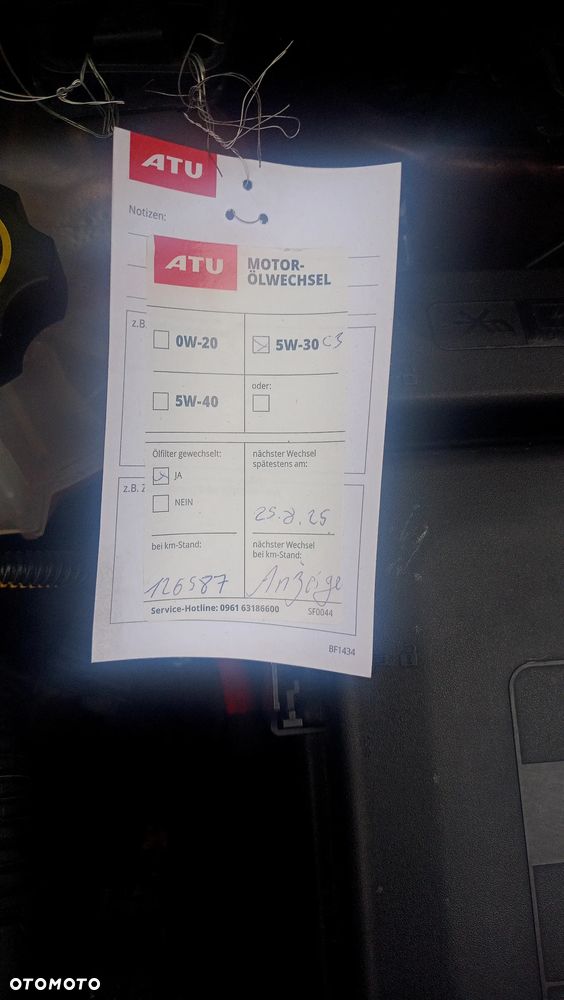 ATU
Notizen:
ATU
MOTOR-
ÖLWECHSEL
z.B.
0W-20
5W-30 C3
5W-40
oder:
Ölfilter gewechselt:
JA
NEIN
nächster Wechsel
spätestens am:
z.B. Z
25.8.25
bei km-Stand:
126587
nächster Wechsel
bei km-Stand:
Anzeige
Service-Hotline: 0961 63186600
SF0044
BF1434
OTOMOTO